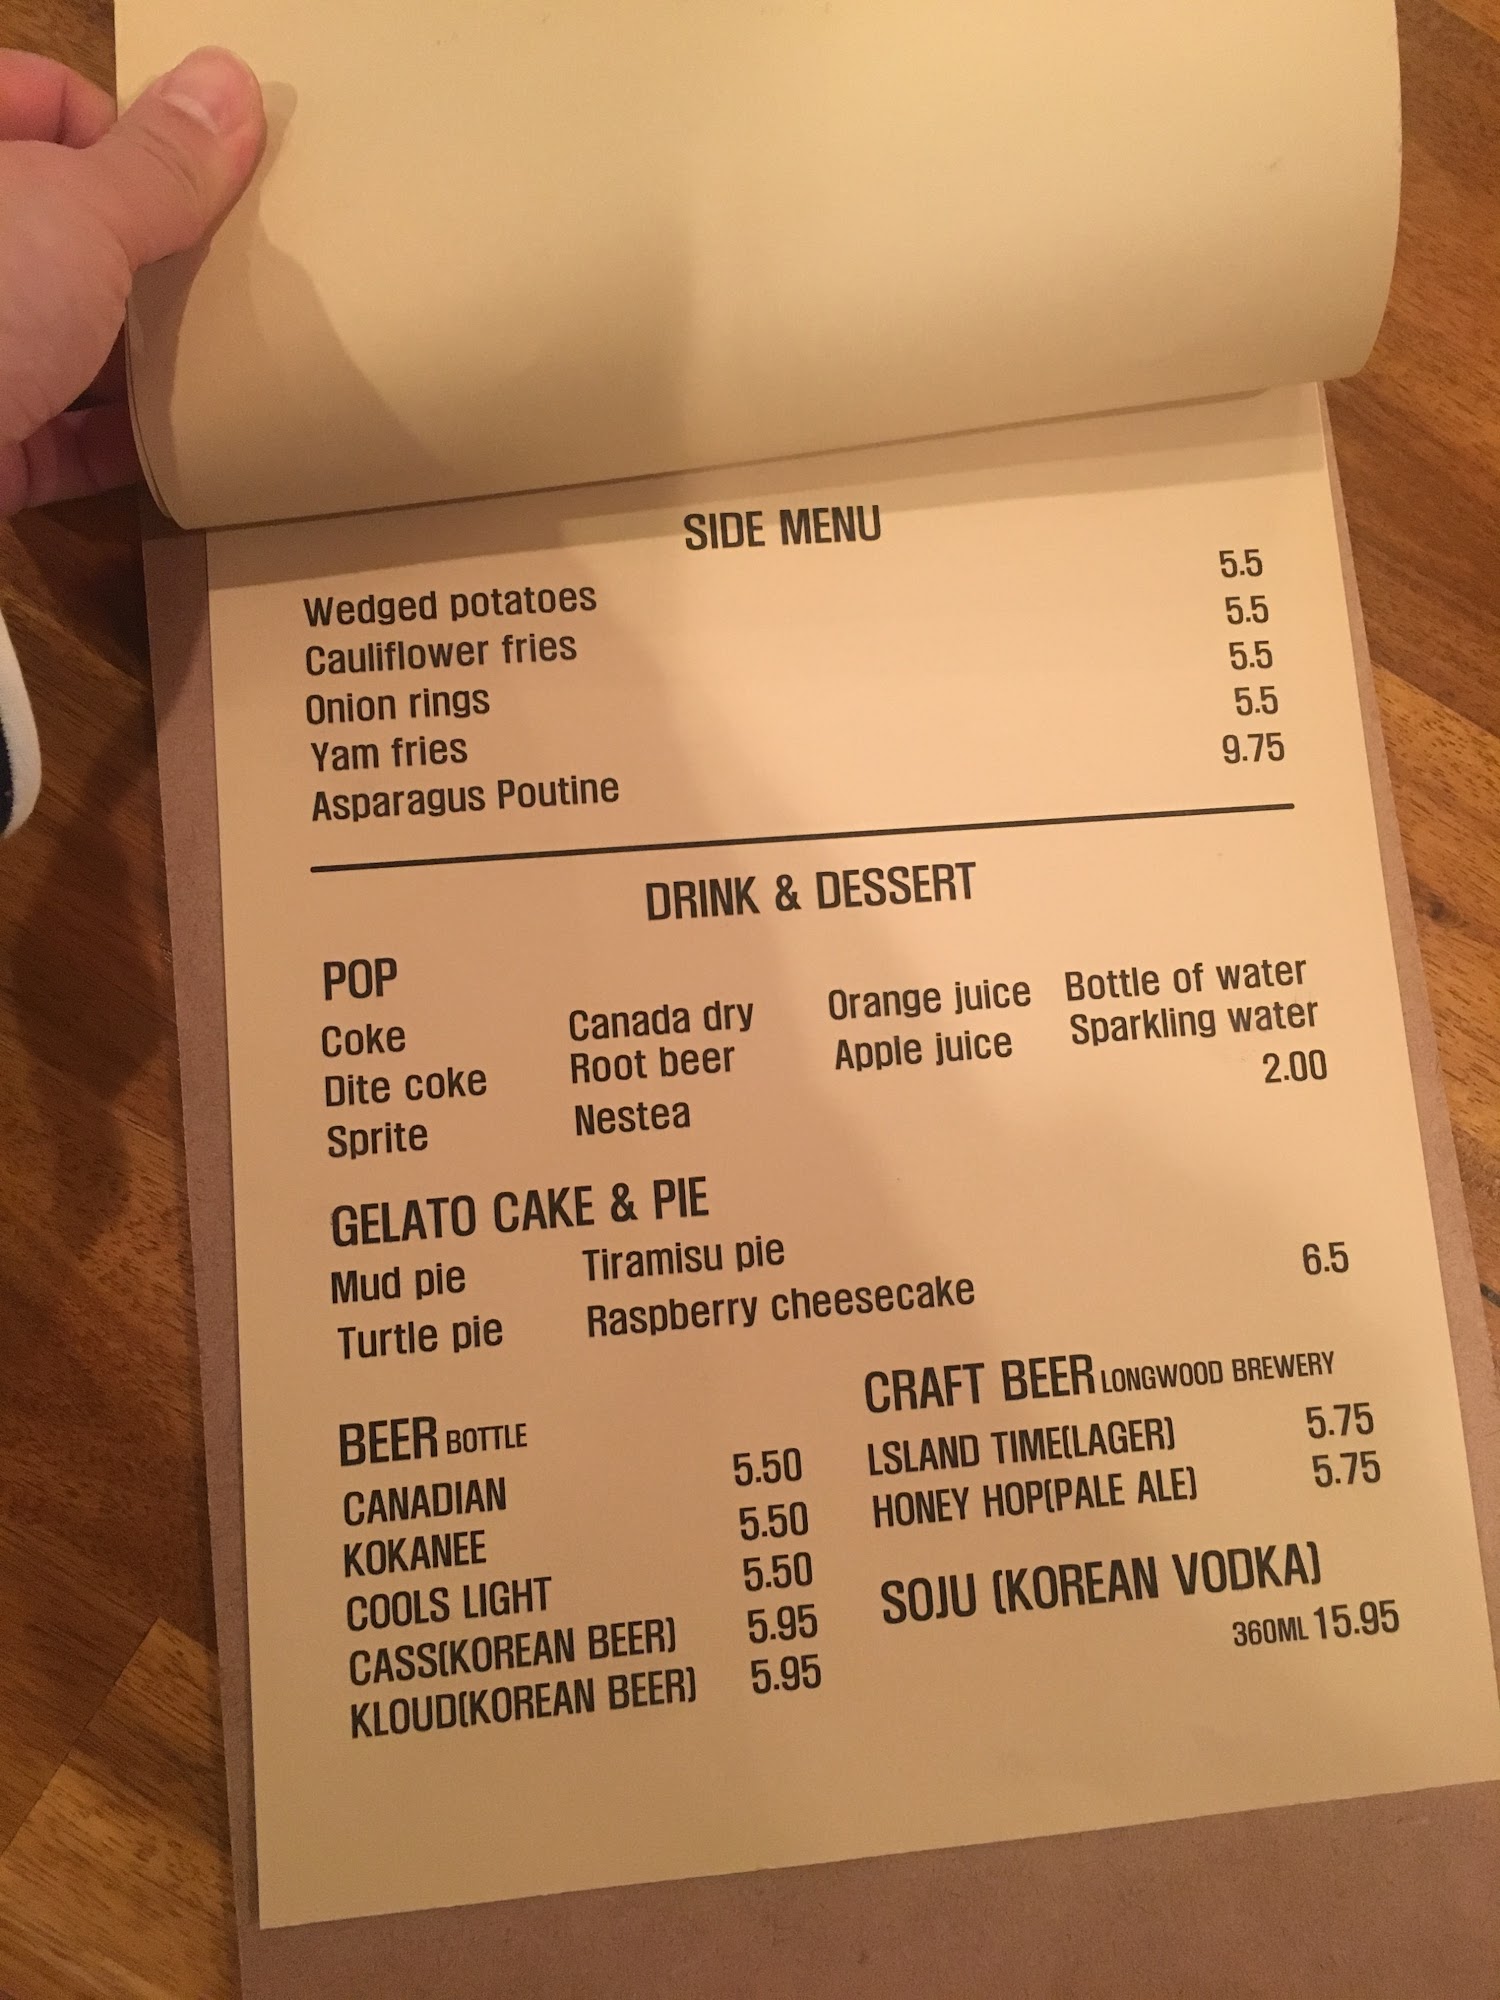 SIDE MENU
Wedged potatoes 5.5
Cauliflower fries 5.5
Onion rings 5.5
Yam fries 5.5
Asparagus Poutine 9.75
DRINK & DESSERT
POP
Coke Canada dry Orange juice Bottle of water
Dite coke Root beer Apple juice Sparkling water
Sprite Nestea 2.00
GELATO CAKE & PIE
Mud pie Tiramisu pie
Turtle pie Raspberry cheesecake 6.5
BEER BOTTLE
CANADIAN 5.50
KOKANEE 5.50
COOLS LIGHT 5.50
CASS(KOREAN BEER) 5.95
KLOUD(KOREAN BEER) 5.95
CRAFT BEER LONGWOOD BREWERY
LSLAND TIME(LAGER) 5.75
HONEY HOP(PALE ALE) 5.75
SOJU (KOREAN VODKA)
360ML 15.95